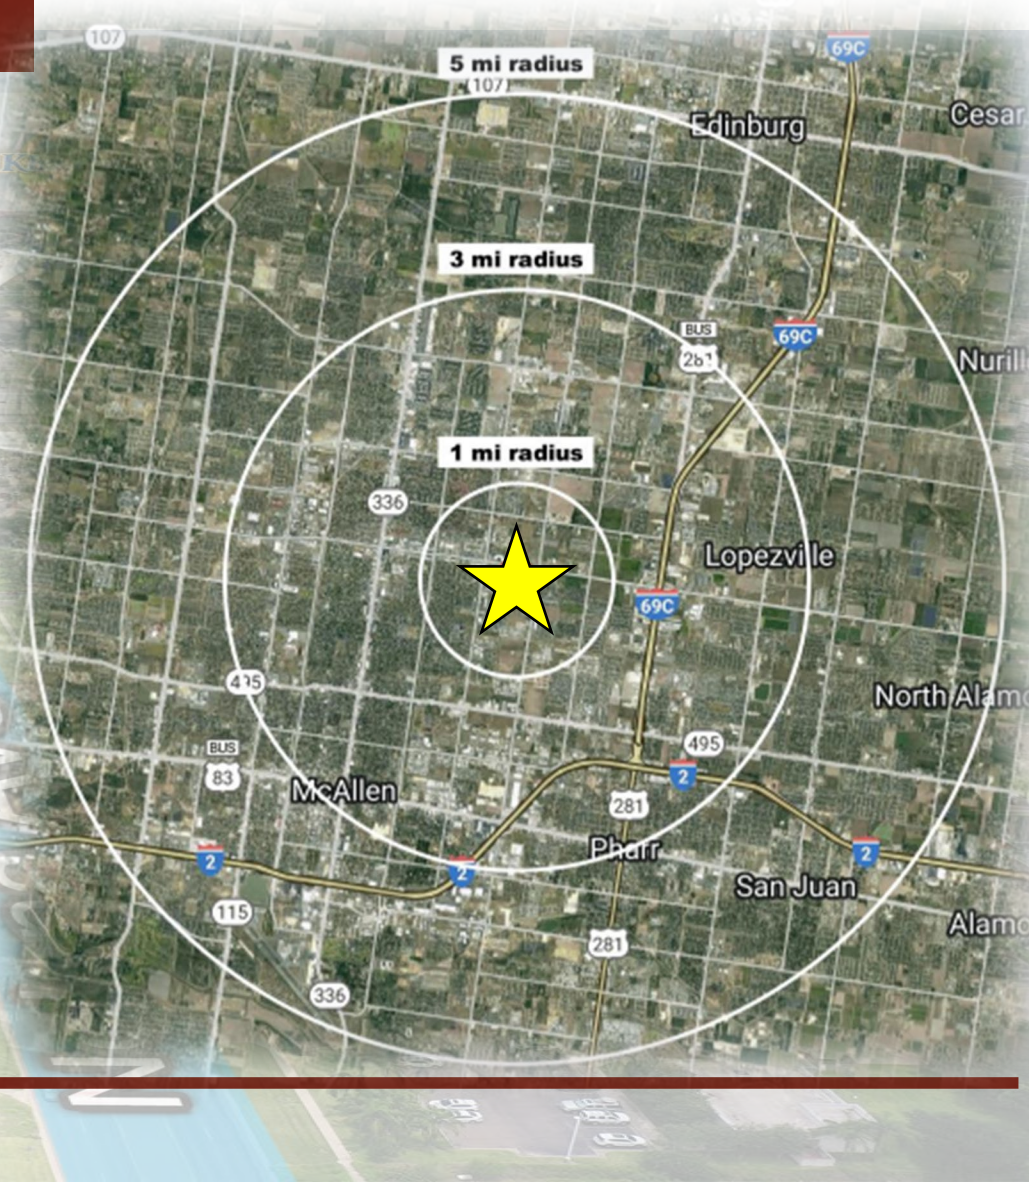 107
69C
5 mi radius
107
Cesar
Edinburg
3 mi radius
BUS
281
69C
Nurill
1 mi radius
336
Lopezville
69C
495
North Alamo
BUS
83
495
2
McAllen
281
Pharr
2
2
2
San Juan
115
Alamo
281
336